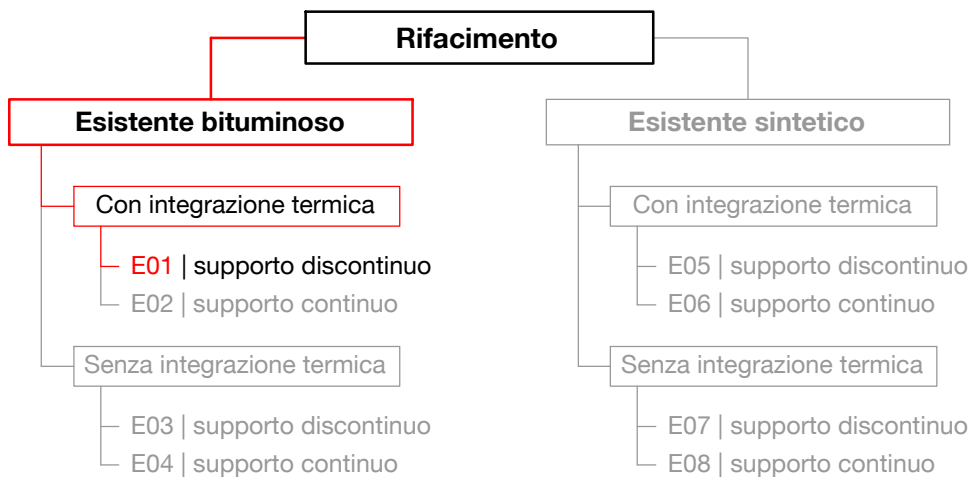 Rifacimento
Esistente bituminoso
Con integrazione termica
E01 | supporto discontinuo
E02 | supporto continuo
Senza integrazione termica
E03 | supporto discontinuo
E04 | supporto continuo
Esistente sintetico
Con integrazione termica
E05 | supporto discontinuo
E06 | supporto continuo
Senza integrazione termica
E07 | supporto discontinuo
E08 | supporto continuo